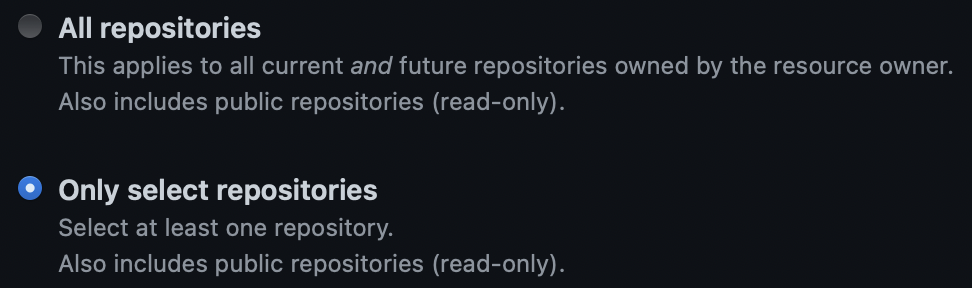 All repositories
This applies to all current and future repositories owned by the resource owner.
Also includes public repositories (read-only).
Only select repositories
Select at least one repository.
Also includes public repositories (read-only).